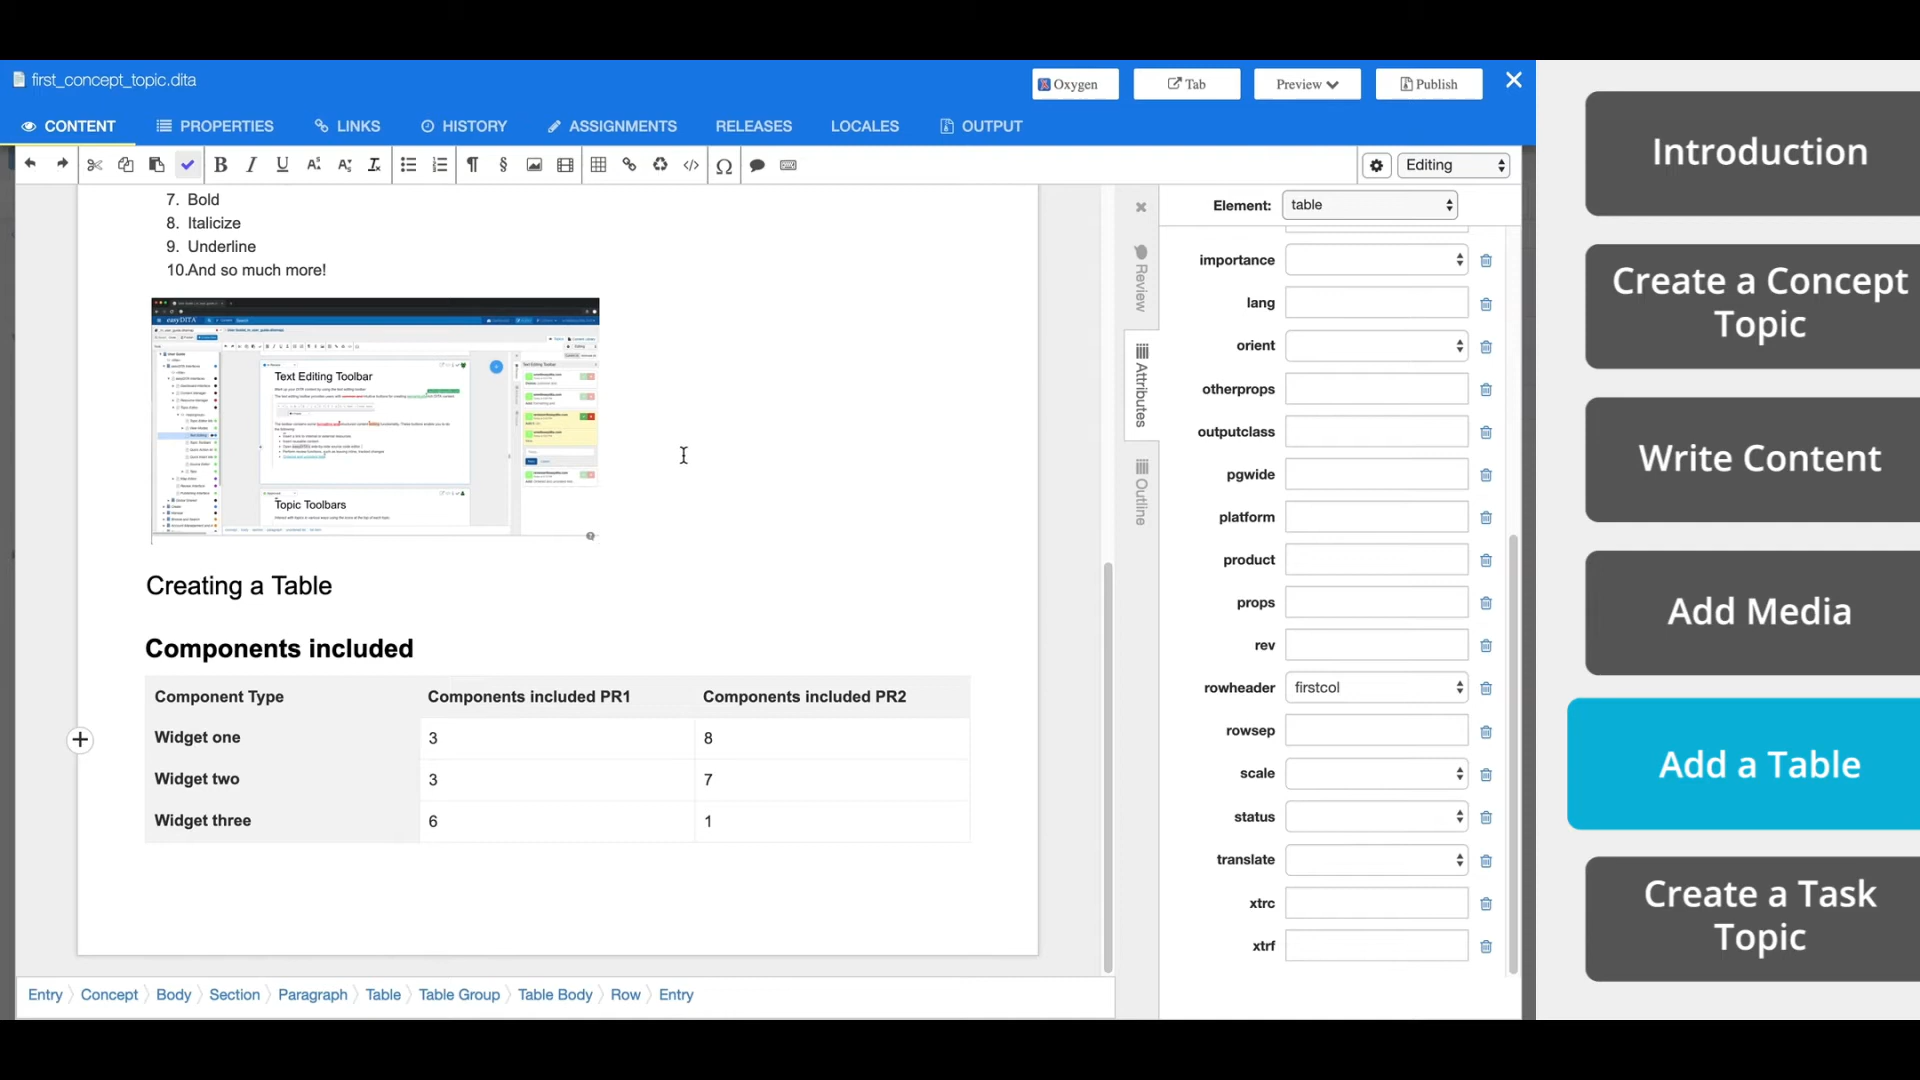 first_concept_topic.dita
Oxygen
Tab
Preview
Publish
CONTENT
PROPERTIES
LINKS
HISTORY
ASSIGNMENTS
RELEASES
LOCALES
OUTPUT
Editing
7. Bold
8. Italicize
9. Underline
10.And so much more!
easyDITA
Text Editing Toolbar
Topic Toolbars
Creating a Table
Components included
Component Type Components included PR1 Components included PR2
Widget one 3 8
Widget two 3 7
Widget three 6 1
Entry Concept Body Section Paragraph Table Table Group Table Body Row Entry
Review
Attributes
Outline
Element: table
importance
lang
orient
otherprops
outputclass
pgwide
platform
product
props
rev
rowheader firstcol
rowsep
scale
status
translate
xtrc
xtrf
Introduction
Create a Concept
Topic
Write Content
Add Media
Add a Table
Create a Task
Topic